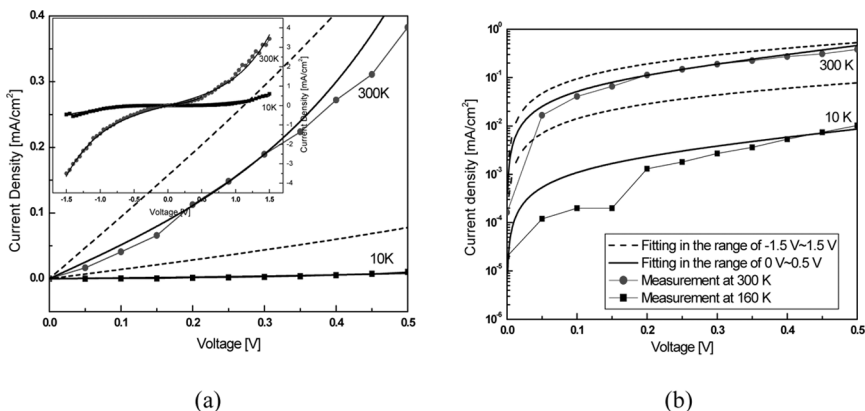 0.4
0.3
0.2
0.1
0.0
Current Density [mA/cm²]
0.0 0.1 0.2 0.3 0.4 0.5
Voltage [V]
300K
10K
300K
10K
4
3
2
1
0
-1
-2
-3
-4
Current Density [mA/cm²]
-1.5 -1.0 -0.5 0.0 0.5 1.0 1.5
Voltage [V]
(a)
10⁰
10⁻¹
10⁻²
10⁻³
10⁻⁴
10⁻⁵
10⁻⁶
Current density [mA/cm²]
300 K
10 K
Fitting in the range of -1.5 V~1.5 V
Fitting in the range of 0 V~0.5 V
Measurement at 300 K
Measurement at 160 K
0.0 0.1 0.2 0.3 0.4 0.5
Voltage [V]
(b)